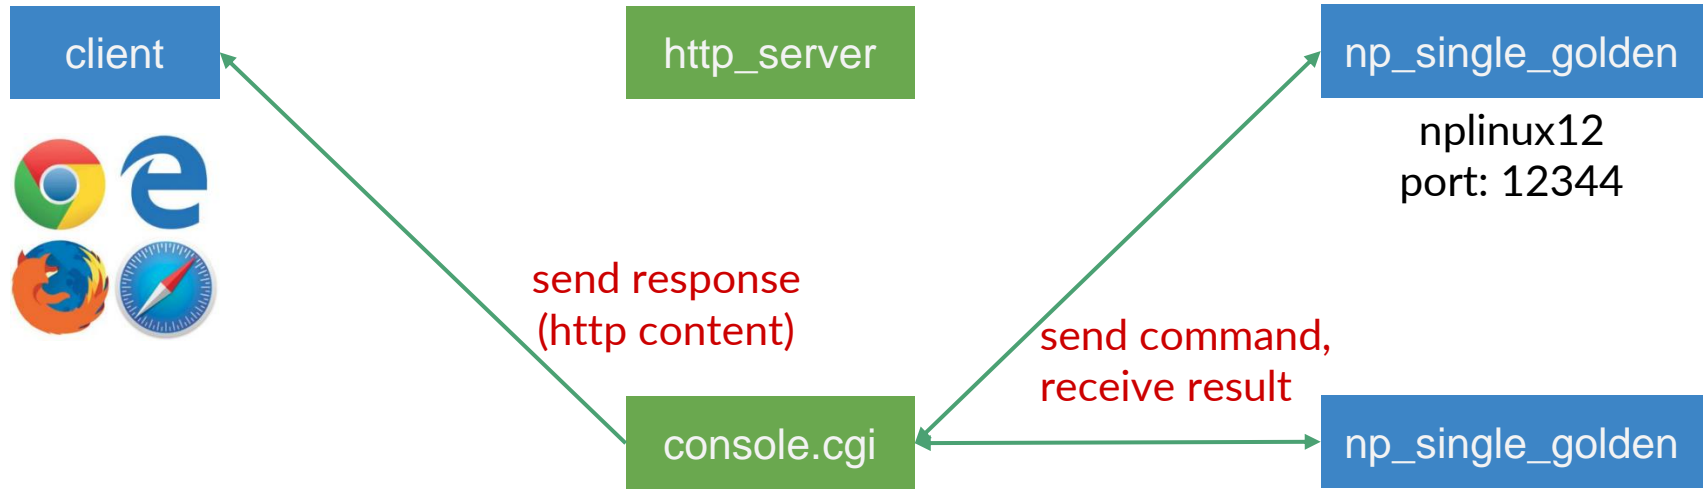 client
http_server
np_single_golden
nplinux12
port: 12344
send response
(http content)
send command,
receive result
console.cgi
np_single_golden